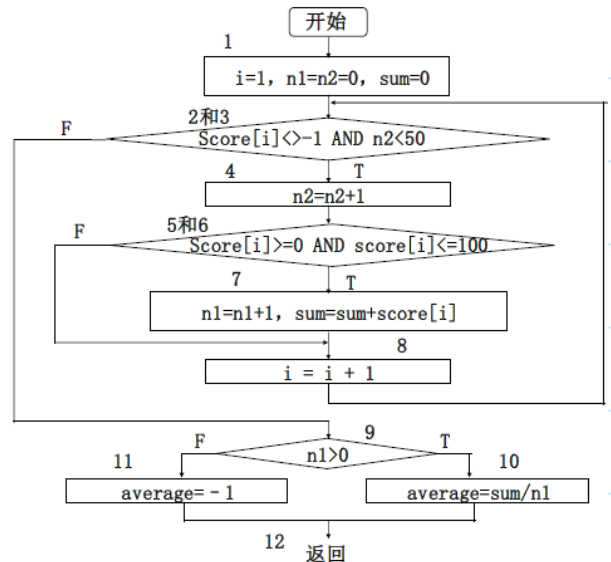 开始
1
i=1, n1=n2=0, sum=0
2和3
F
Score[i]<>-1 AND n2<50
4
T
n2=n2+1
5和6
F
Score[i]>=0 AND score[i]<=100
7
T
n1=n1+1, sum=sum+score[i]
8
i = i + 1
9
F
T
n1>0
11
10
average=-1
average=sum/n1
12
返回